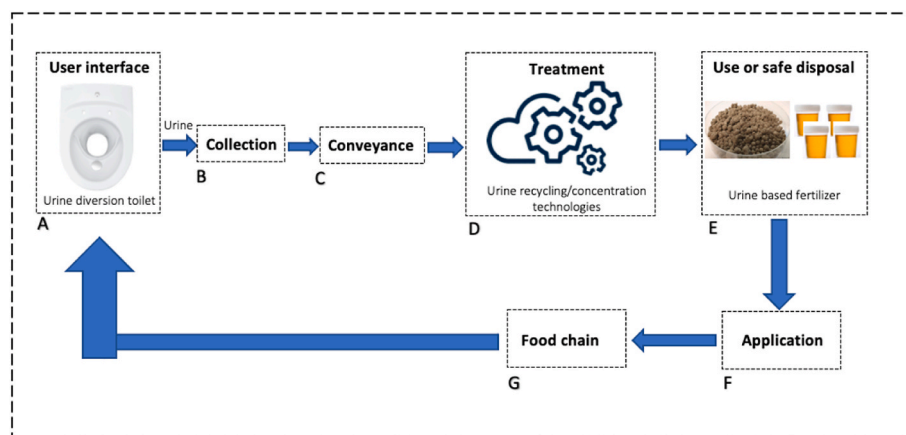 User interface
Urine diversion toilet
A
Urine
Collection
B
Conveyance
C
Treatment
Urine recycling/concentration
technologies
D
Use or safe disposal
Urine based fertilizer
E
Application
F
Food chain
G